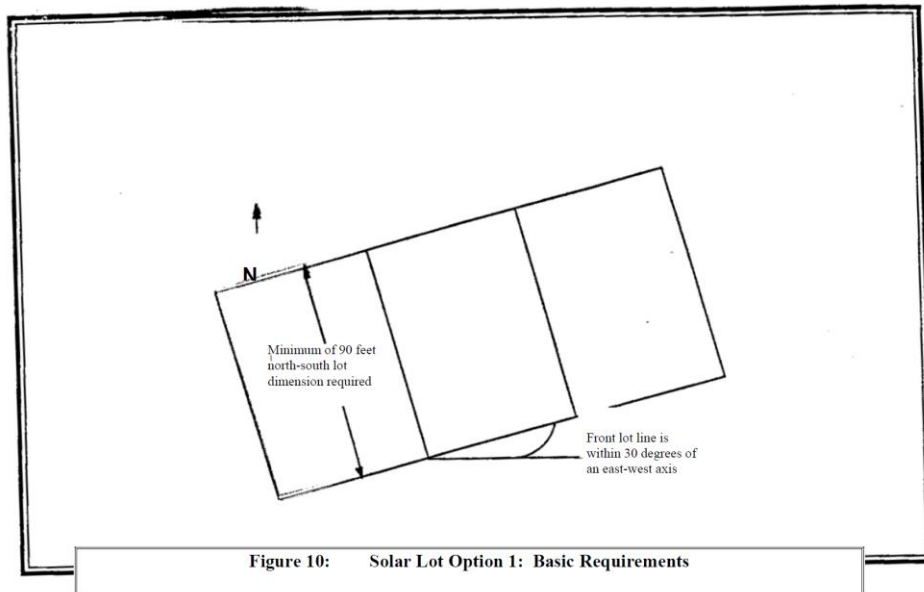 N
Minimum of 90 feet
north-south lot
dimension required
Front lot line is
within 30 degrees of
an east-west axis
Figure 10: Solar Lot Option 1: Basic Requirements